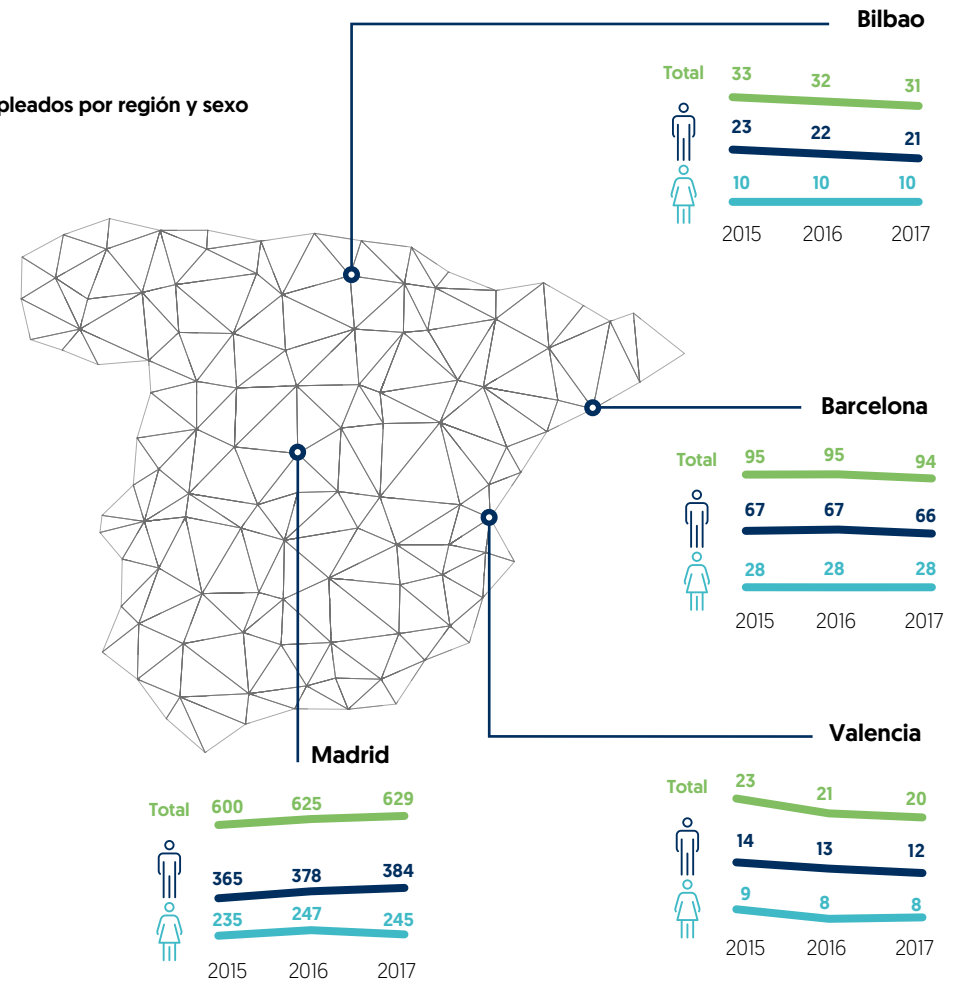 Bilbao
pleados por región y sexo
Total 33 32 31
23 22 21
10 10 10
2015 2016 2017
Barcelona
Total 95 95 94
67 67 66
28 28 28
2015 2016 2017
Valencia
Total 23 21 20
14 13 12
9 8 8
2015 2016 2017
Madrid
Total 600 625 629
365 378 384
235 247 245
2015 2016 2017